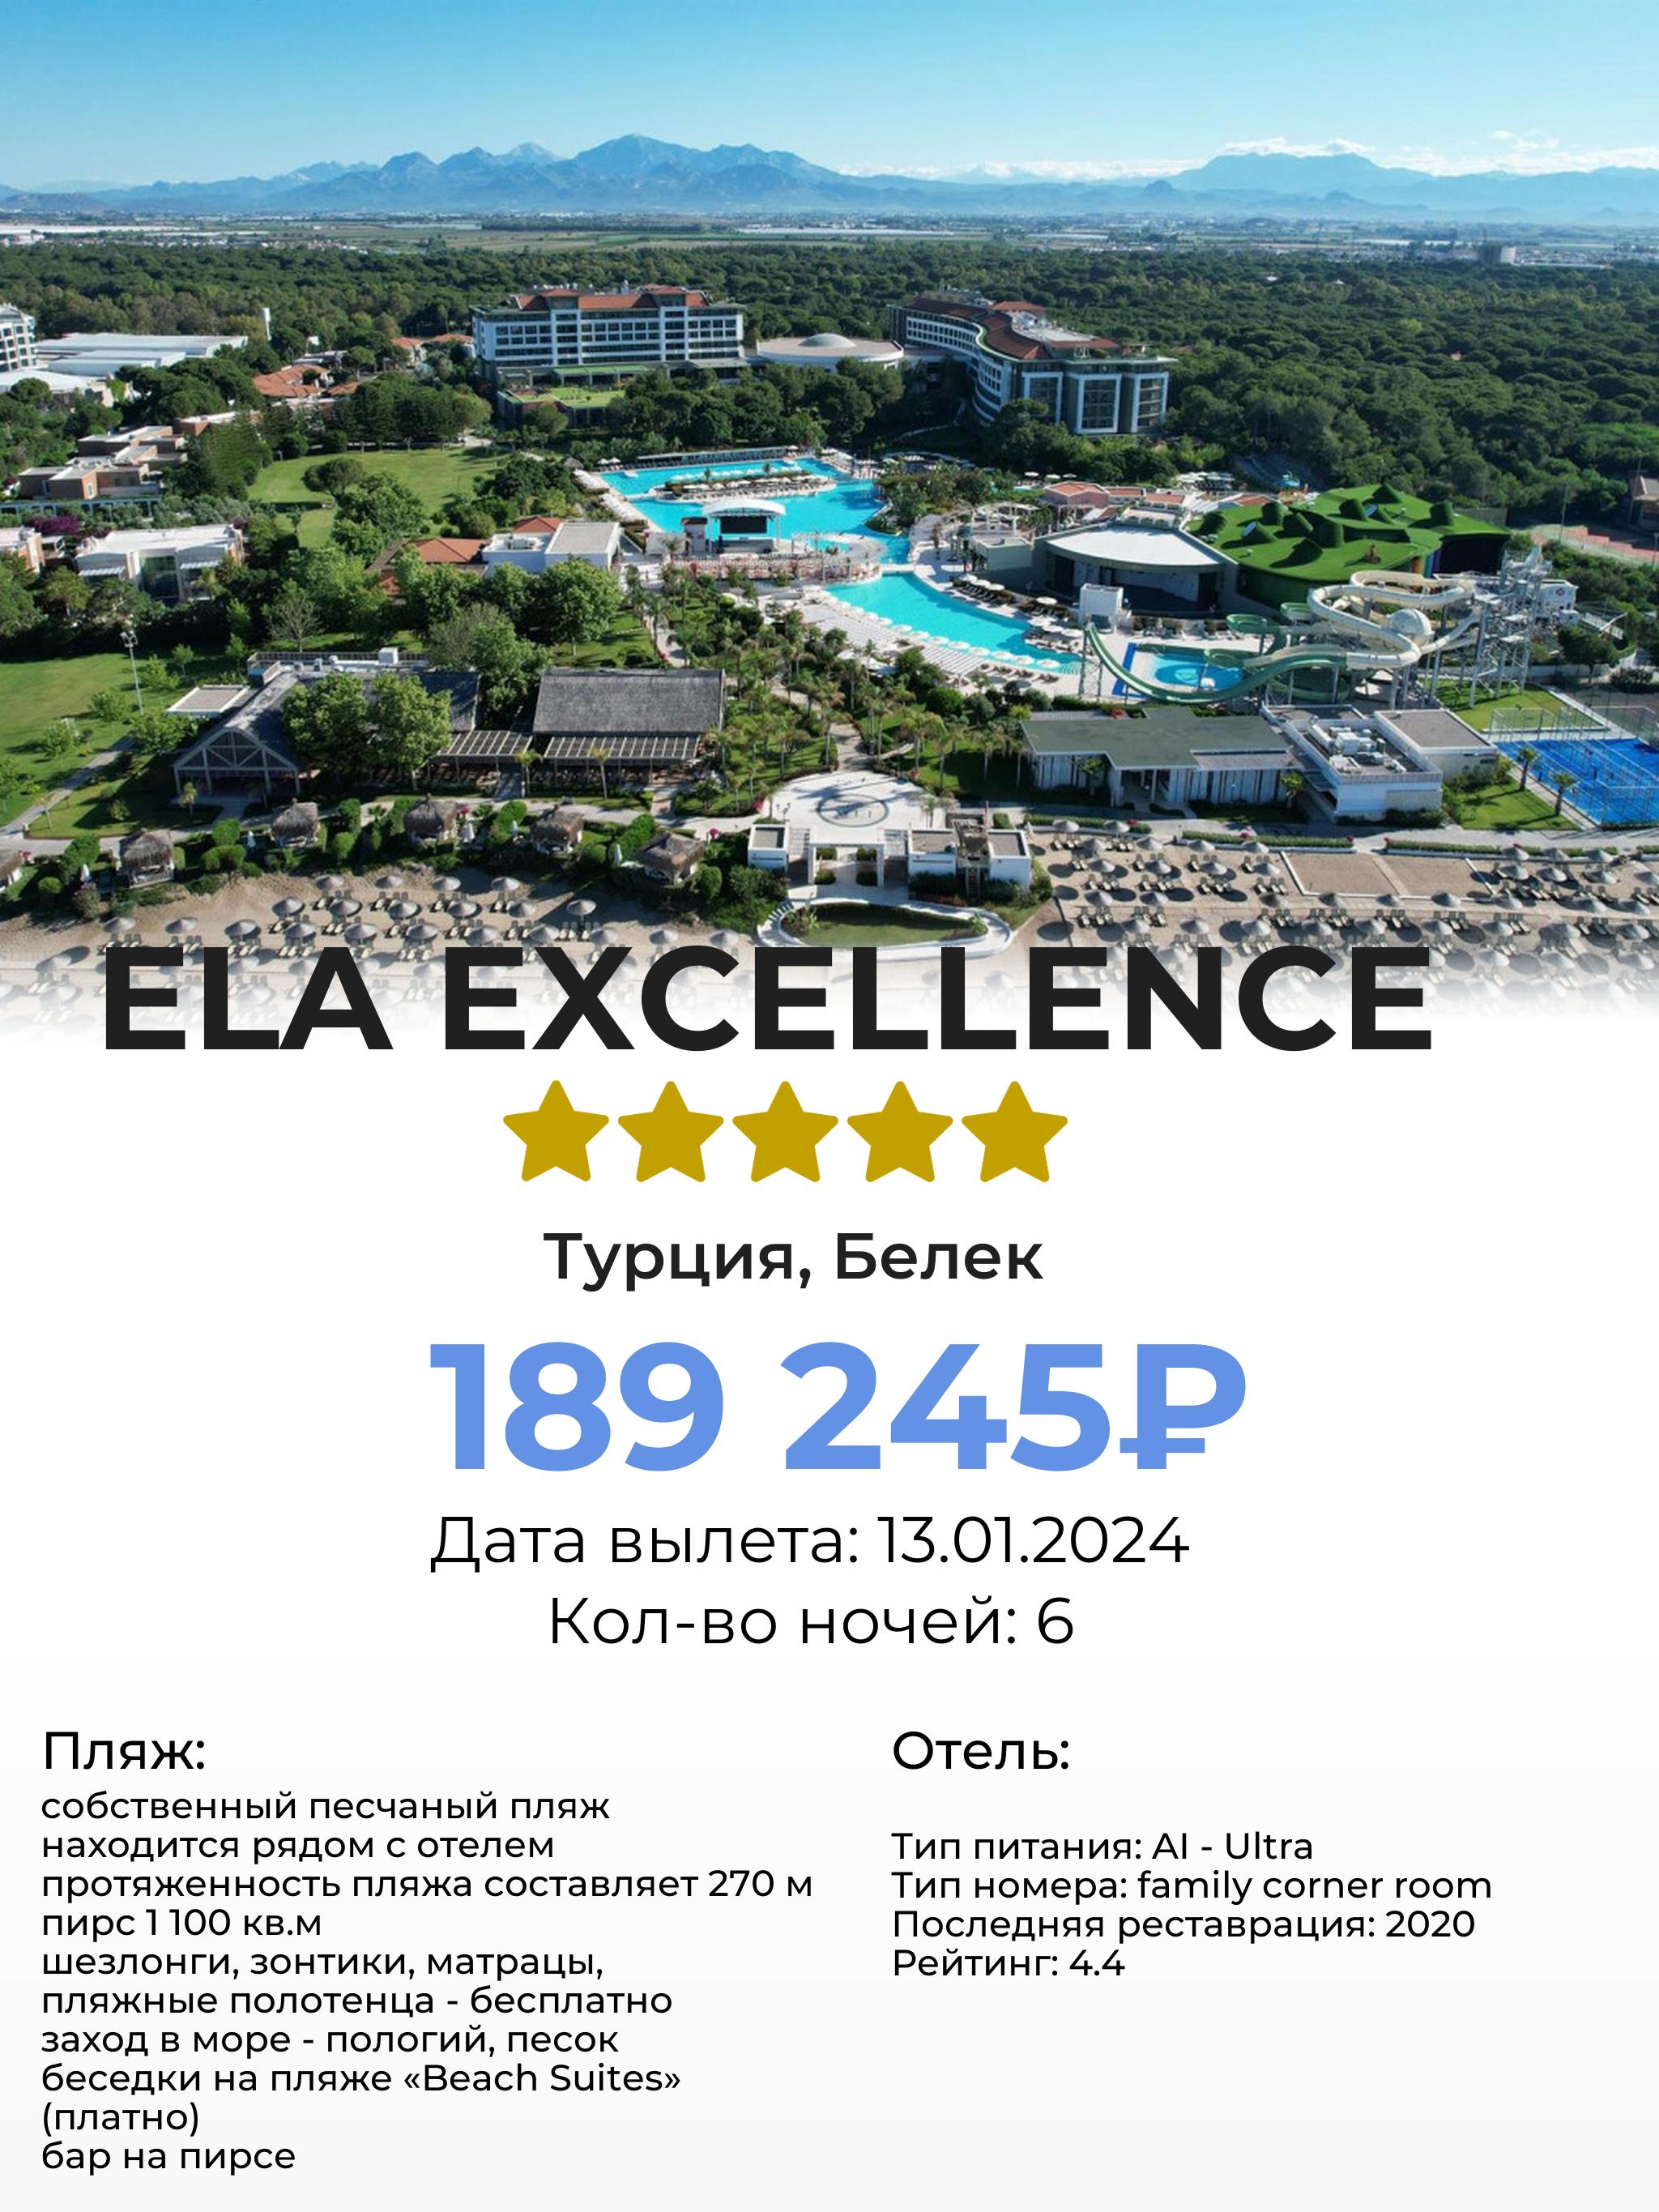 ELA EXCELLENCE
Турция, Белек
189 245₽
Дата вылета: 13.01.2024
Кол-во ночей: 6
Пляж:
собственный песчаный пляж
находится рядом с отелем
протяженность пляжа составляет 270 м
пирс 1 100 кв.м
шезлонги, зонтики, матрацы,
пляжные полотенца - бесплатно
заход в море - пологий, песок
беседки на пляже «Beach Suites»
(платно)
бар на пирсе
Отель:
Тип питания: AI - Ultra
Тип номера: family corner room
Последняя реставрация: 2020
Рейтинг: 4.4